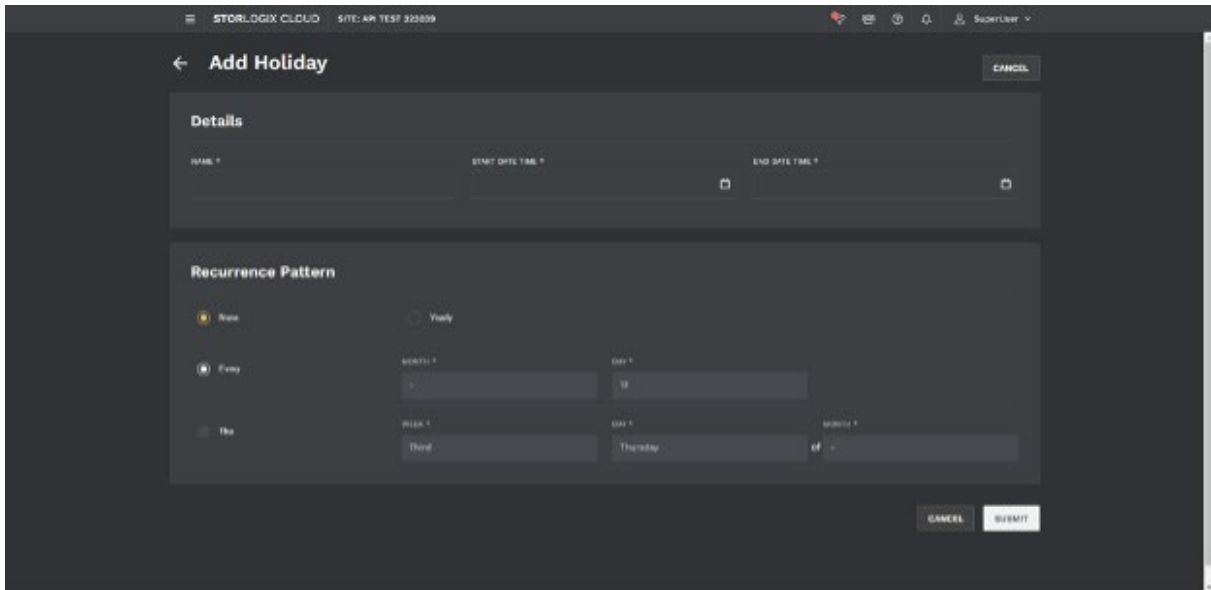 STORLOGIX CLOUD SITE: API TEST 323039 SuperUser
Add Holiday
CANCEL
Details
NAME * START DATE TIME * END DATE TIME *
Recurrence Pattern
None Yearly
Every MONTH * DAY *
-
The WEEK * DAY * MONTH *
Third Thursday of -
CANCEL SUBMIT